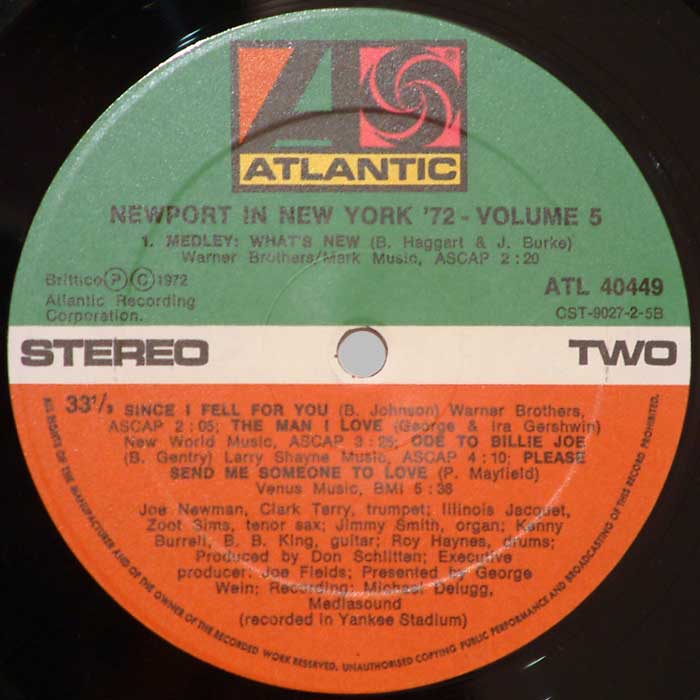 ATLANTIC
NEWPORT IN NEW YORK '72 - VOLUME 5
1. MEDLEY: WHAT'S NEW (B. Haggart & J. Burke)
Warner Brothers/Mark Music, ASCAP 2:20
Brittico Ⓟ Ⓒ 1972
Atlantic Recording
Corporation.
ATL 40449
CST-9027-2-5B
STEREO
TWO
33⅓
SINCE I FELL FOR YOU (B. Johnson) Warner Brothers,
ASCAP 2:05; THE MAN I LOVE (George & Ira Gershwin)
New World Music, ASCAP 3:25; ODE TO BILLIE JOE
(B. Gentry) Larry Shayne Music, ASCAP 4:10; PLEASE
SEND ME SOMEONE TO LOVE (P. Mayfield)
Venus Music, BMI 5:38
Joe Newman, Clark Terry, trumpet; Illinois Jacquet,
Zoot Sims, tenor sax; Jimmy Smith, organ; Kenny
Burrell, B. B. King, guitar; Roy Haynes, drums;
Produced by Don Schlitten; Executive
producer: Joe Fields; Presented by George
Wein; Recording: Michael Delugg,
Mediasound
(recorded in Yankee Stadium)
ALL RIGHTS OF THE MANUFACTURER AND OF THE OWNER OF THE RECORDED WORK RESERVED. UNAUTHORISED COPYING PUBLIC PERFORMANCE AND BROADCASTING OF THIS RECORD PROHIBITED.